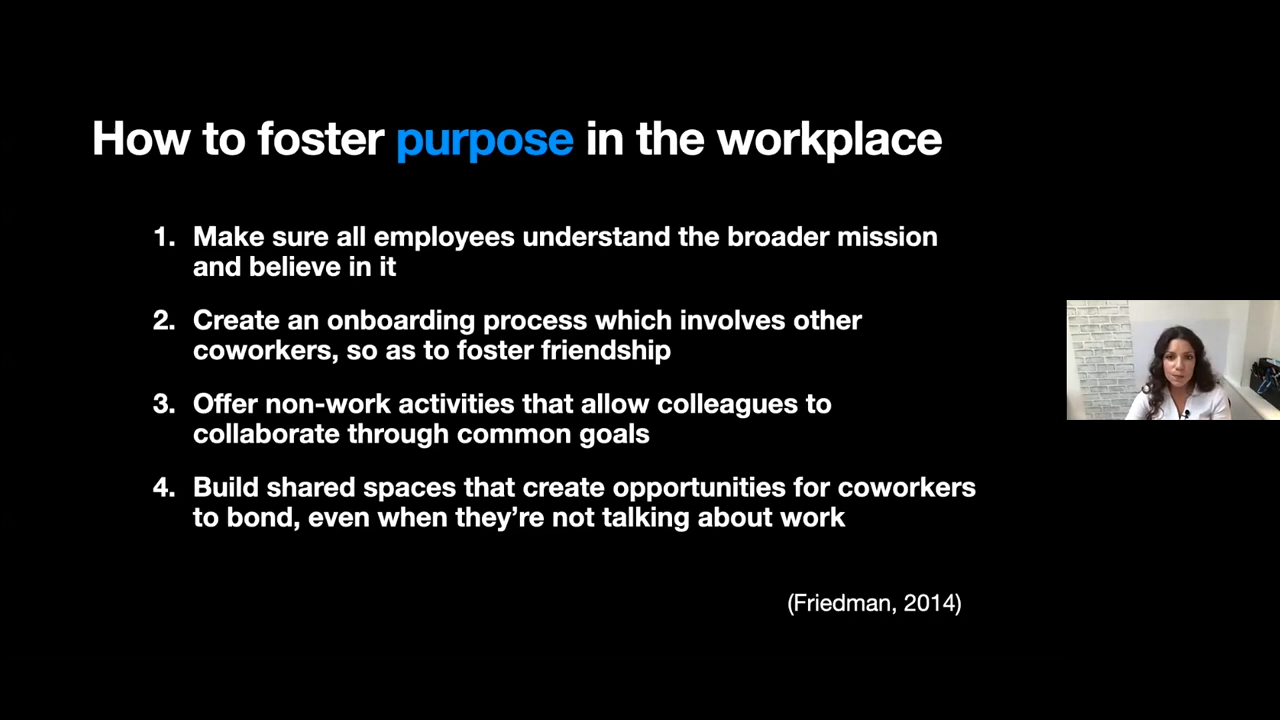 How to foster purpose in the workplace
1. Make sure all employees understand the broader mission
and believe in it
2. Create an onboarding process which involves other
coworkers, so as to foster friendship
3. Offer non-work activities that allow colleagues to
collaborate through common goals
4. Build shared spaces that create opportunities for coworkers
to bond, even when they’re not talking about work
(Friedman, 2014)